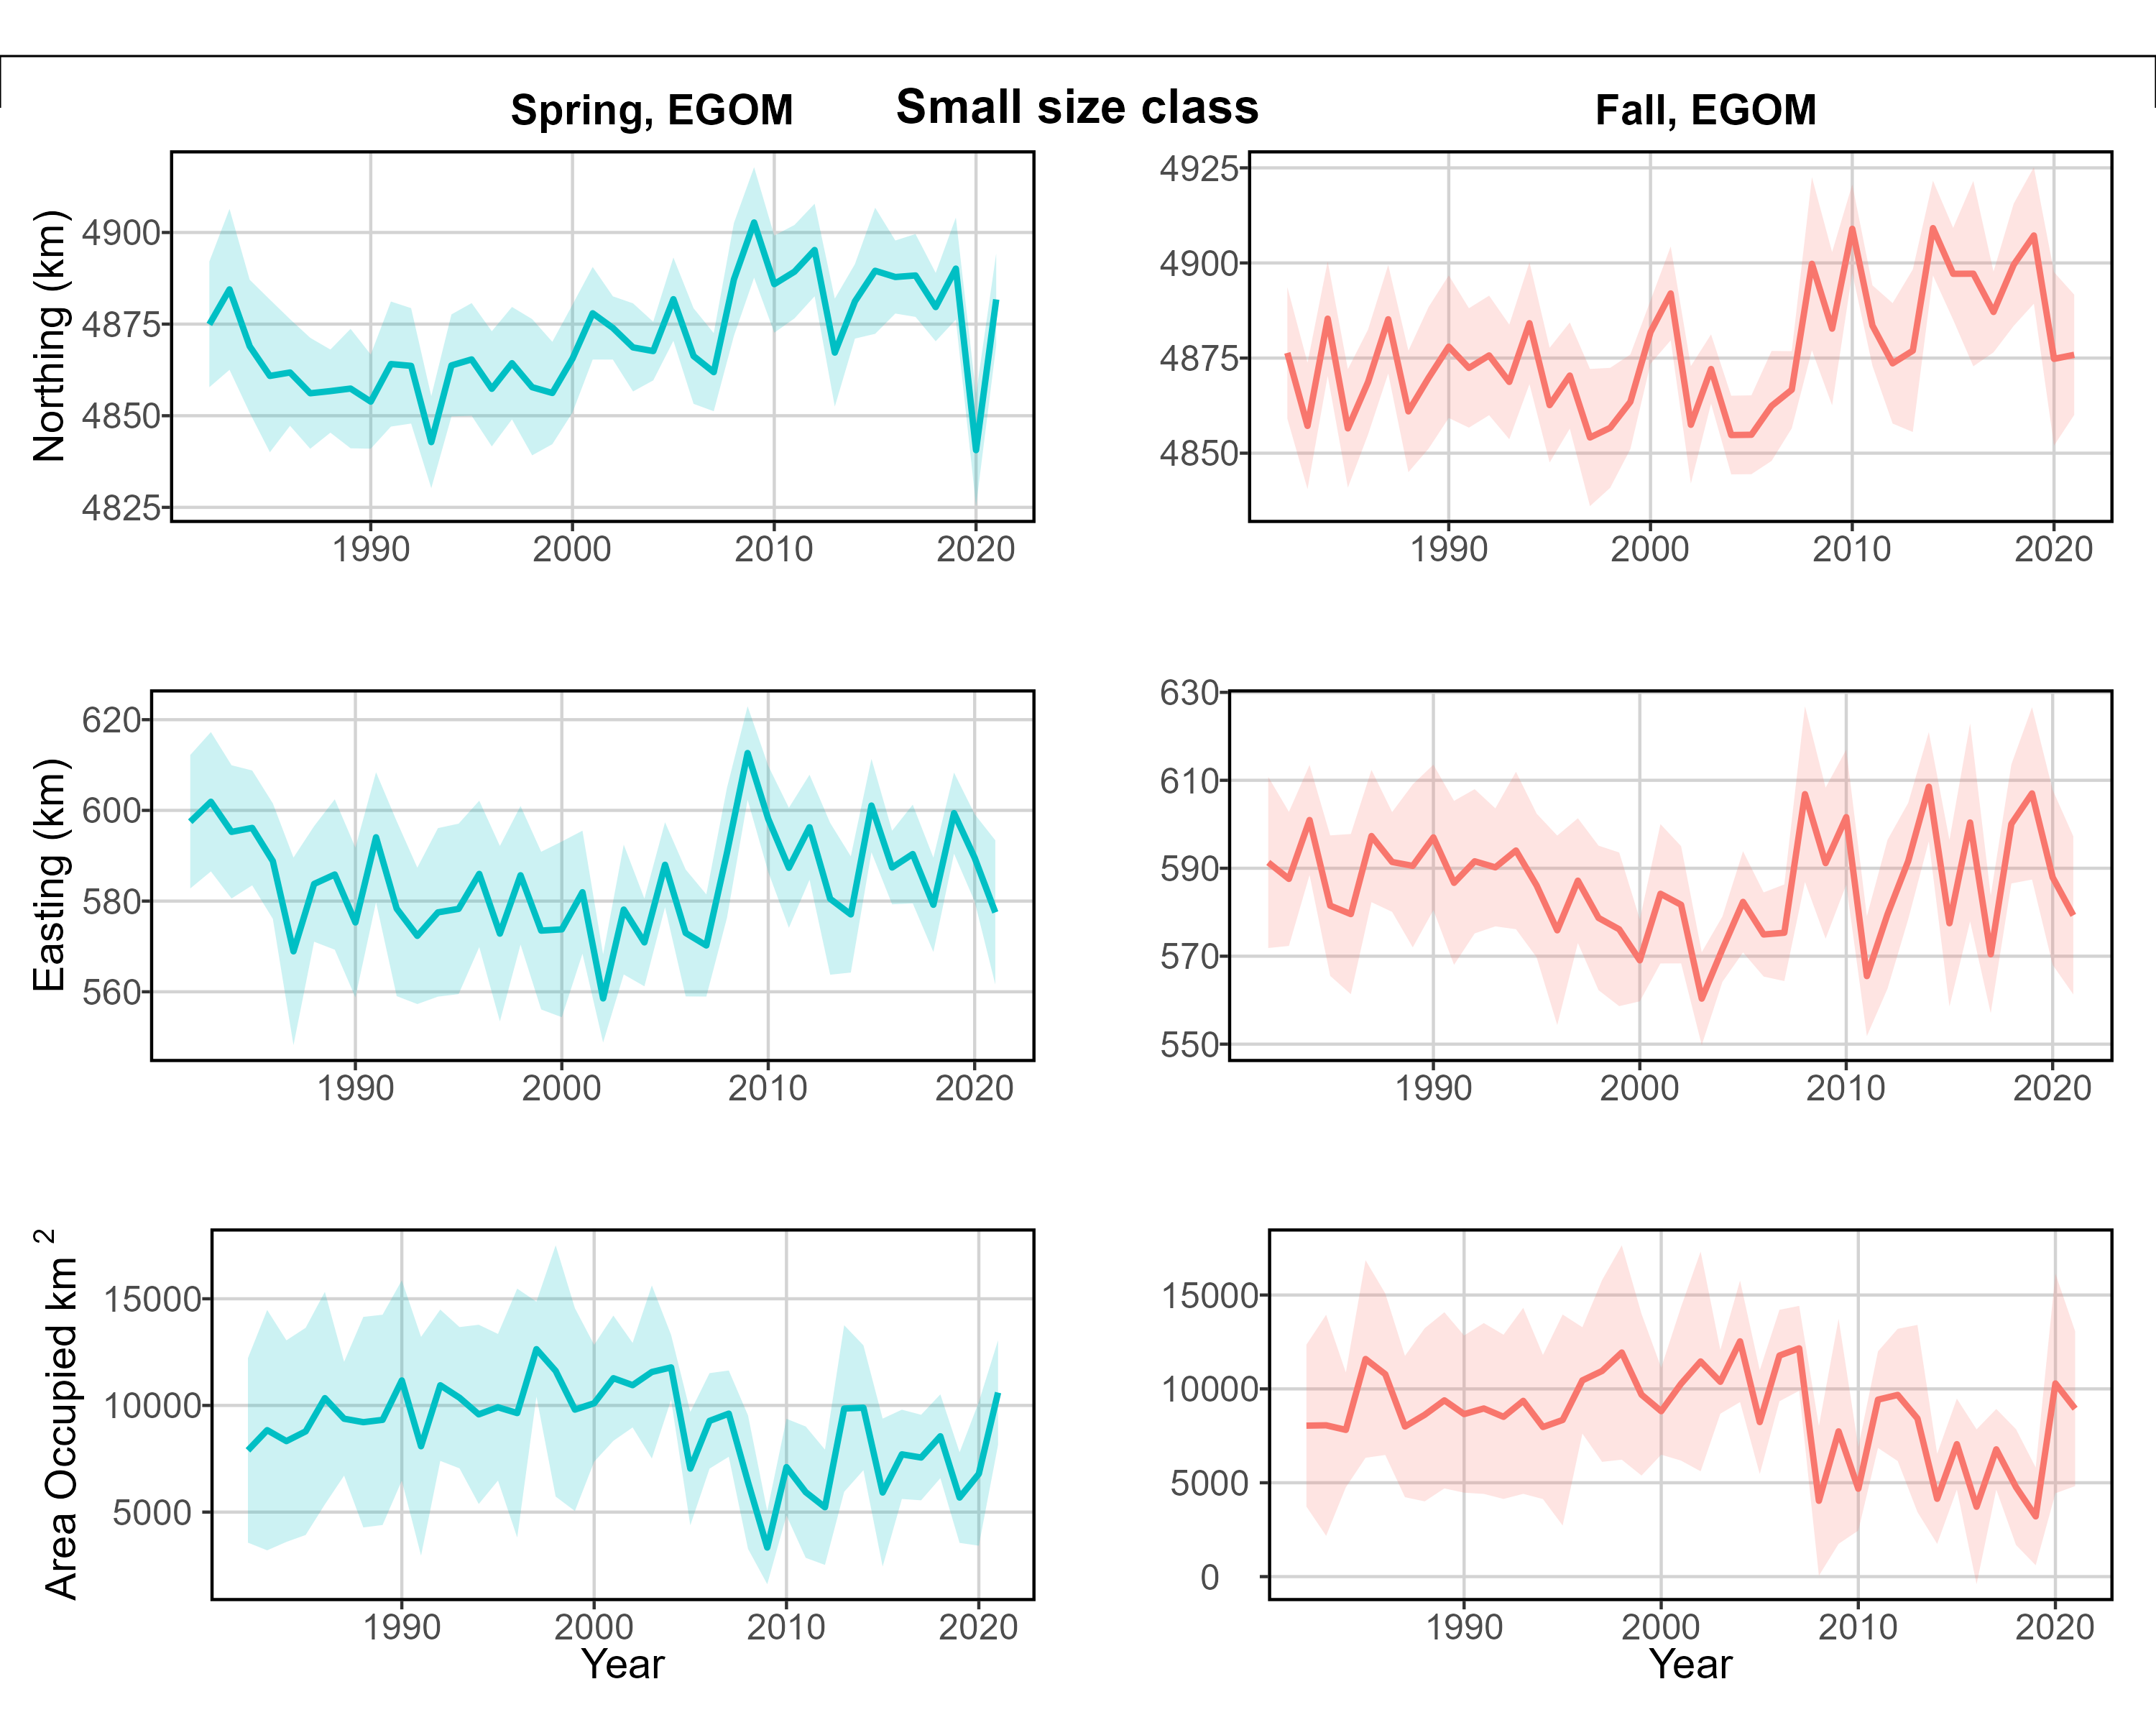 Small size class
Spring, EGOM
Fall, EGOM
Northing (km)
4900
4875
4850
4825
1990 2000 2010 2020
4925
4900
4875
4850
1990 2000 2010 2020
Easting (km)
620
600
580
560
1990 2000 2010 2020
630
610
590
570
550
1990 2000 2010 2020
Area Occupied km 2
15000
10000
5000
1990 2000 2010 2020
Year
15000
10000
5000
0
1990 2000 2010 2020
Year